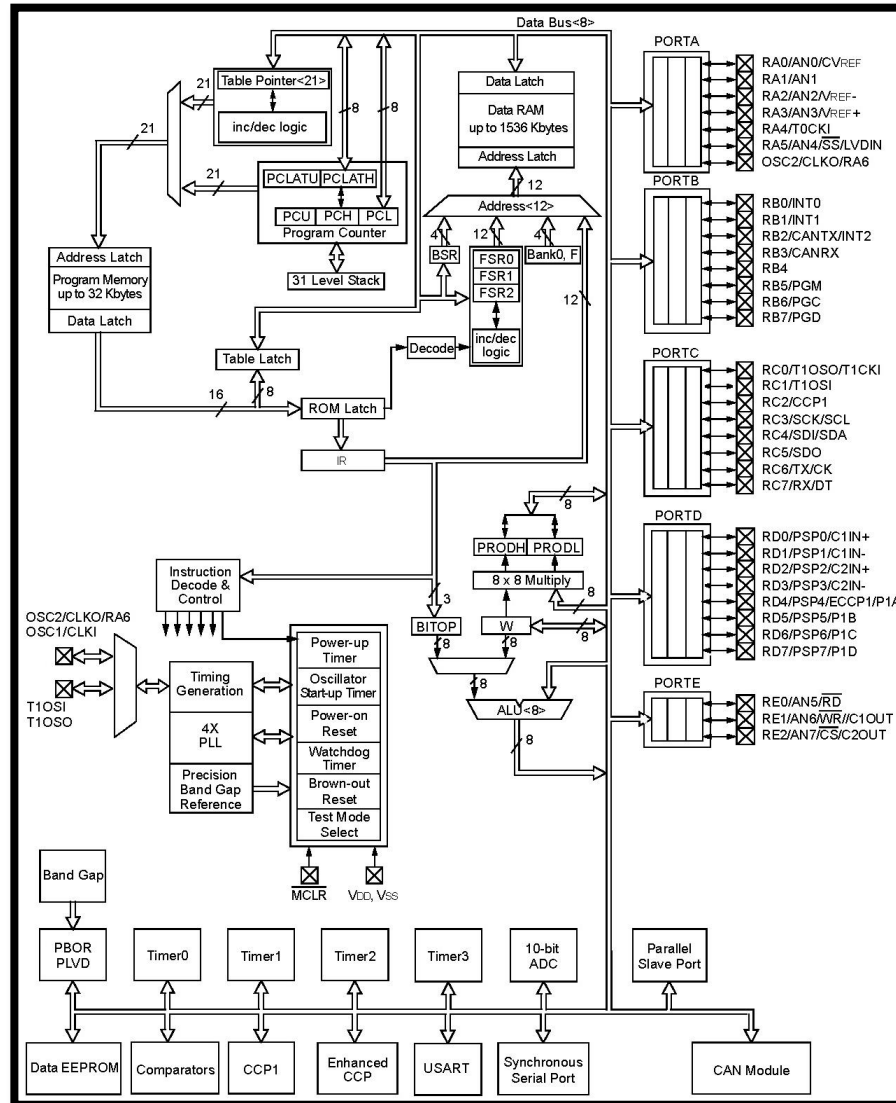 Data Bus<8>
Table Pointer<21>
21
inc/dec logic
21
8
8
Data Latch
Data RAM
up to 1536 Kbytes
Address Latch
21
PCLATU PCLATH
PCU PCH PCL
Program Counter
12
Address<12>
4
12
4
BSR
FSR0
FSR1
FSR2
inc/dec
logic
Bank0, F
12
31 Level Stack
Address Latch
Program Memory
up to 32 Kbytes
Data Latch
Table Latch
Decode
16
8
ROM Latch
IR
PORTA
RA0/AN0/CVREF
RA1/AN1
RA2/AN2/VREF-
RA3/AN3/VREF+
RA4/T0CKI
RA5/AN4/SS/LVDIN
OSC2/CLKO/RA6
PORTB
RB0/INT0
RB1/INT1
RB2/CANTX/INT2
RB3/CANRX
RB4
RB5/PGM
RB6/PGC
RB7/PGD
PORTC
RC0/T1OSO/T1CKI
RC1/T1OSI
RC2/CCP1
RC3/SCK/SCL
RC4/SDI/SDA
RC5/SDO
RC6/TX/CK
RC7/RX/DT
PORTD
RD0/PSP0/C1IN+
RD1/PSP1/C1IN-
RD2/PSP2/C2IN+
RD3/PSP3/C2IN-
RD4/PSP4/ECCP1/P1A
RD5/PSP5/P1B
RD6/PSP6/P1C
RD7/PSP7/P1D
PORTE
RE0/AN5/RD
RE1/AN6/WR//C1OUT
RE2/AN7/CS/C2OUT
8
PRODH PRODL
8 x 8 Multiply
8
3
BITOP
W
8
8
8
8
ALU<8>
8
Instruction
Decode &
Control
OSC2/CLKO/RA6
OSC1/CLKI
T1OSI
T1OSO
Timing
Generation
4X
PLL
Precision
Band Gap
Reference
Power-up
Timer
Oscillator
Start-up Timer
Power-on
Reset
Watchdog
Timer
Brown-out
Reset
Test Mode
Select
MCLR
VDD, VSS
Band Gap
PBOR
PLVD
Timer0
Timer1
Timer2
Timer3
10-bit
ADC
Parallel
Slave Port
Data EEPROM
Comparators
CCP1
Enhanced
CCP
USART
Synchronous
Serial Port
CAN Module